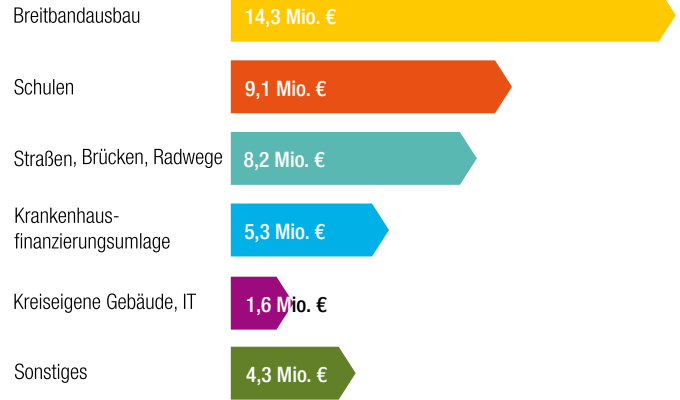 Breitbandausbau 14,3 Mio. €
Schulen 9,1 Mio. €
Straßen, Brücken, Radwege 8,2 Mio. €
Krankenhaus-
finanzierungsumlage 5,3 Mio. €
Kreiseigene Gebäude, IT 1,6 Mio. €
Sonstiges 4,3 Mio. €